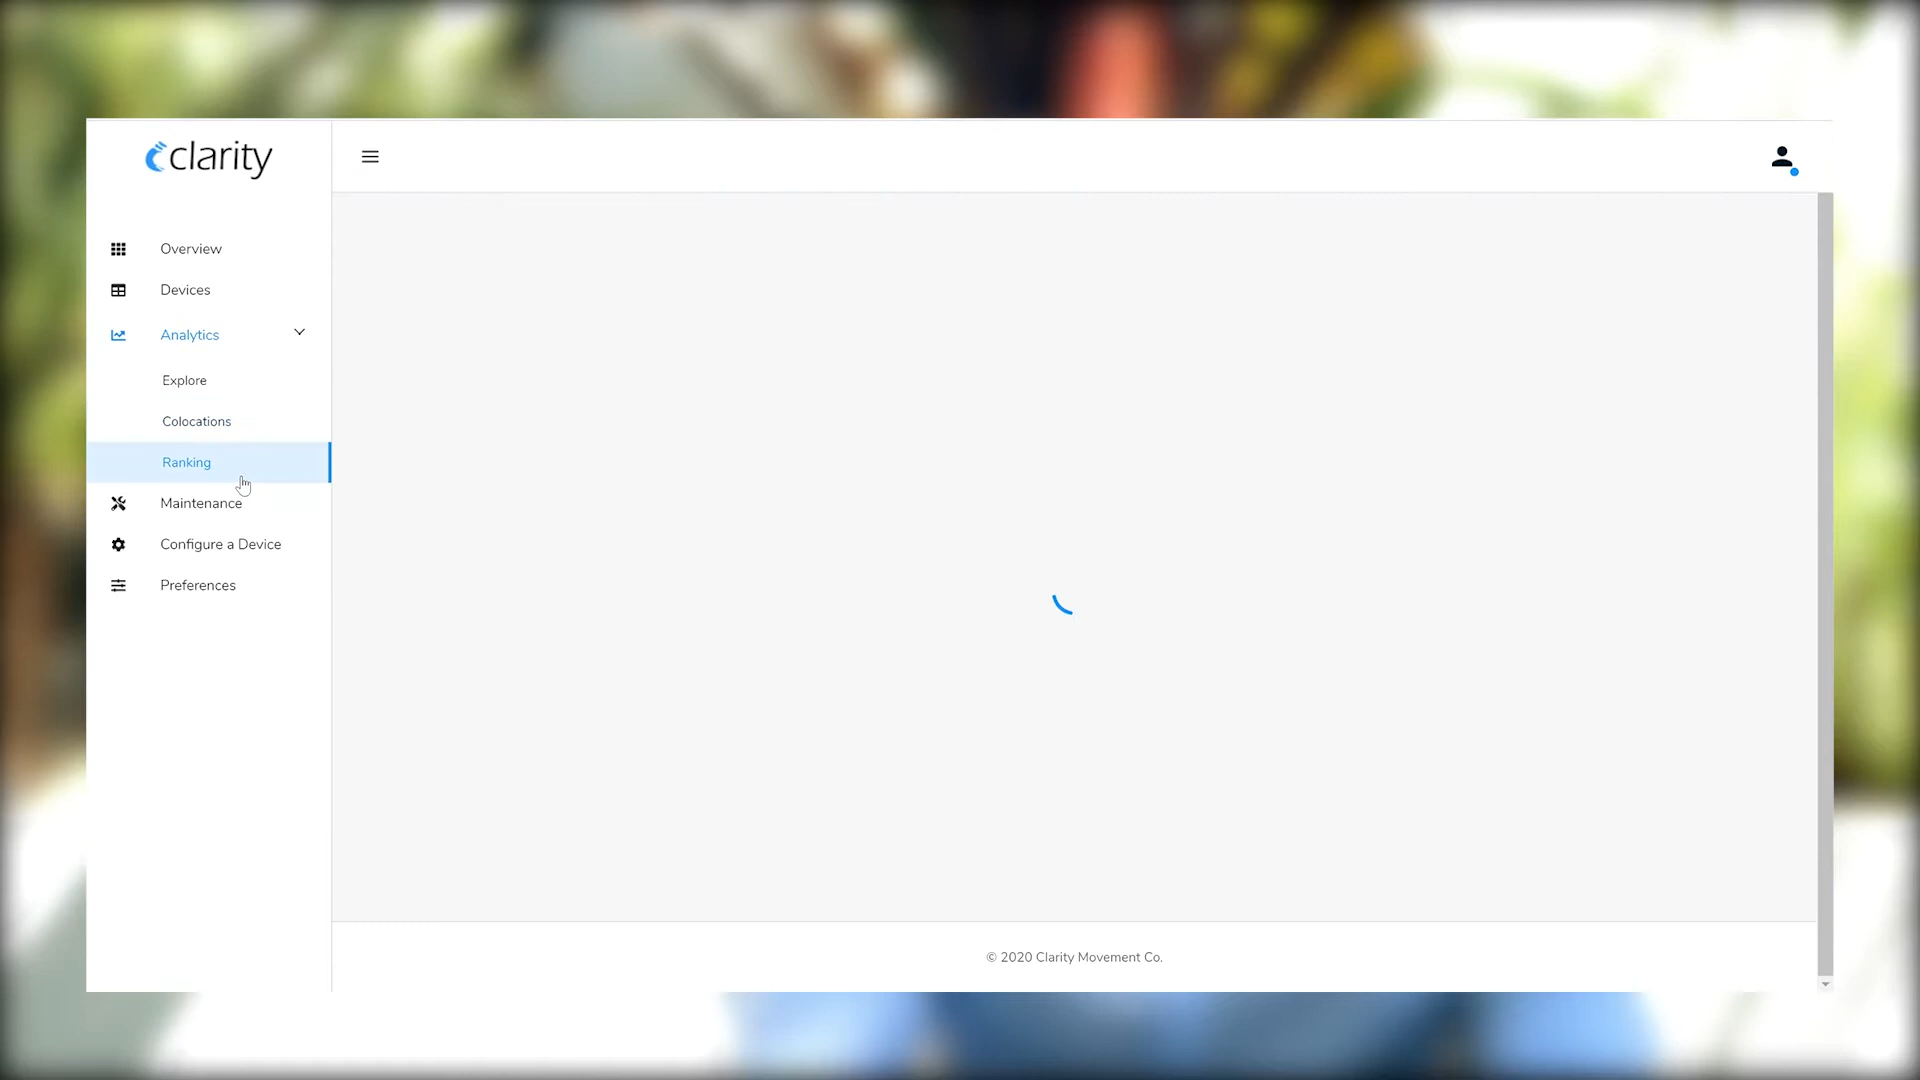 clarity
Overview
Devices
Analytics
Explore
Colocations
Ranking
Maintenance
Configure a Device
Preferences
© 2020 Clarity Movement Co.